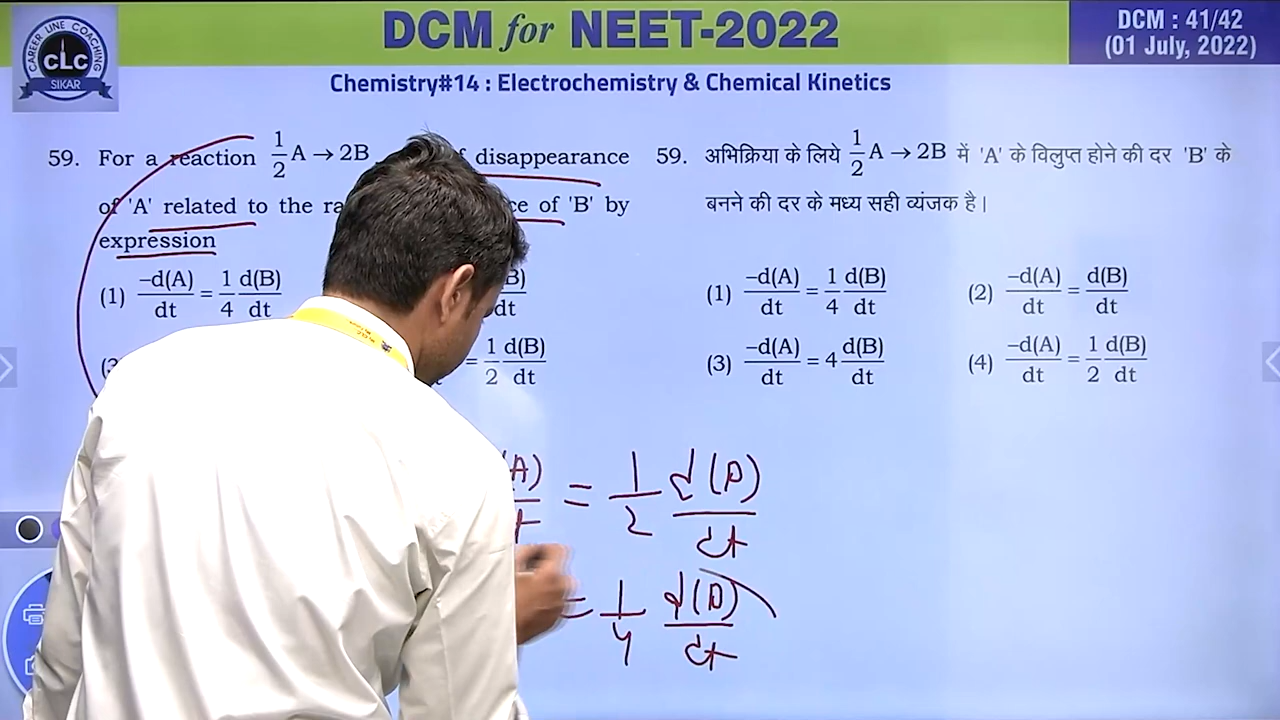 CAREER LINE COACHING
CLC
SIKAR
DCM for NEET-2022
DCM : 41/42
(01 July, 2022)
Chemistry#14 : Electrochemistry & Chemical Kinetics
59. For a reaction 1/2 A → 2B disappearance
of 'A' related to the of 'B' by
expression
(1) –d(A)/dt = 1/4 d(B)/dt
dt
= 1/2 d(B)/dt
59. अभिक्रिया के लिये 1/2 A → 2B में 'A' के विलुप्त होने की दर 'B' के
बनने की दर के मध्य सही व्यंजक है।
(1) –d(A)/dt = 1/4 d(B)/dt (2) –d(A)/dt = d(B)/dt
(3) –d(A)/dt = 4 d(B)/dt (4) –d(A)/dt = 1/2 d(B)/dt
(A) = 1/2 d(B)/dt
= 1/4 d(B)/dt